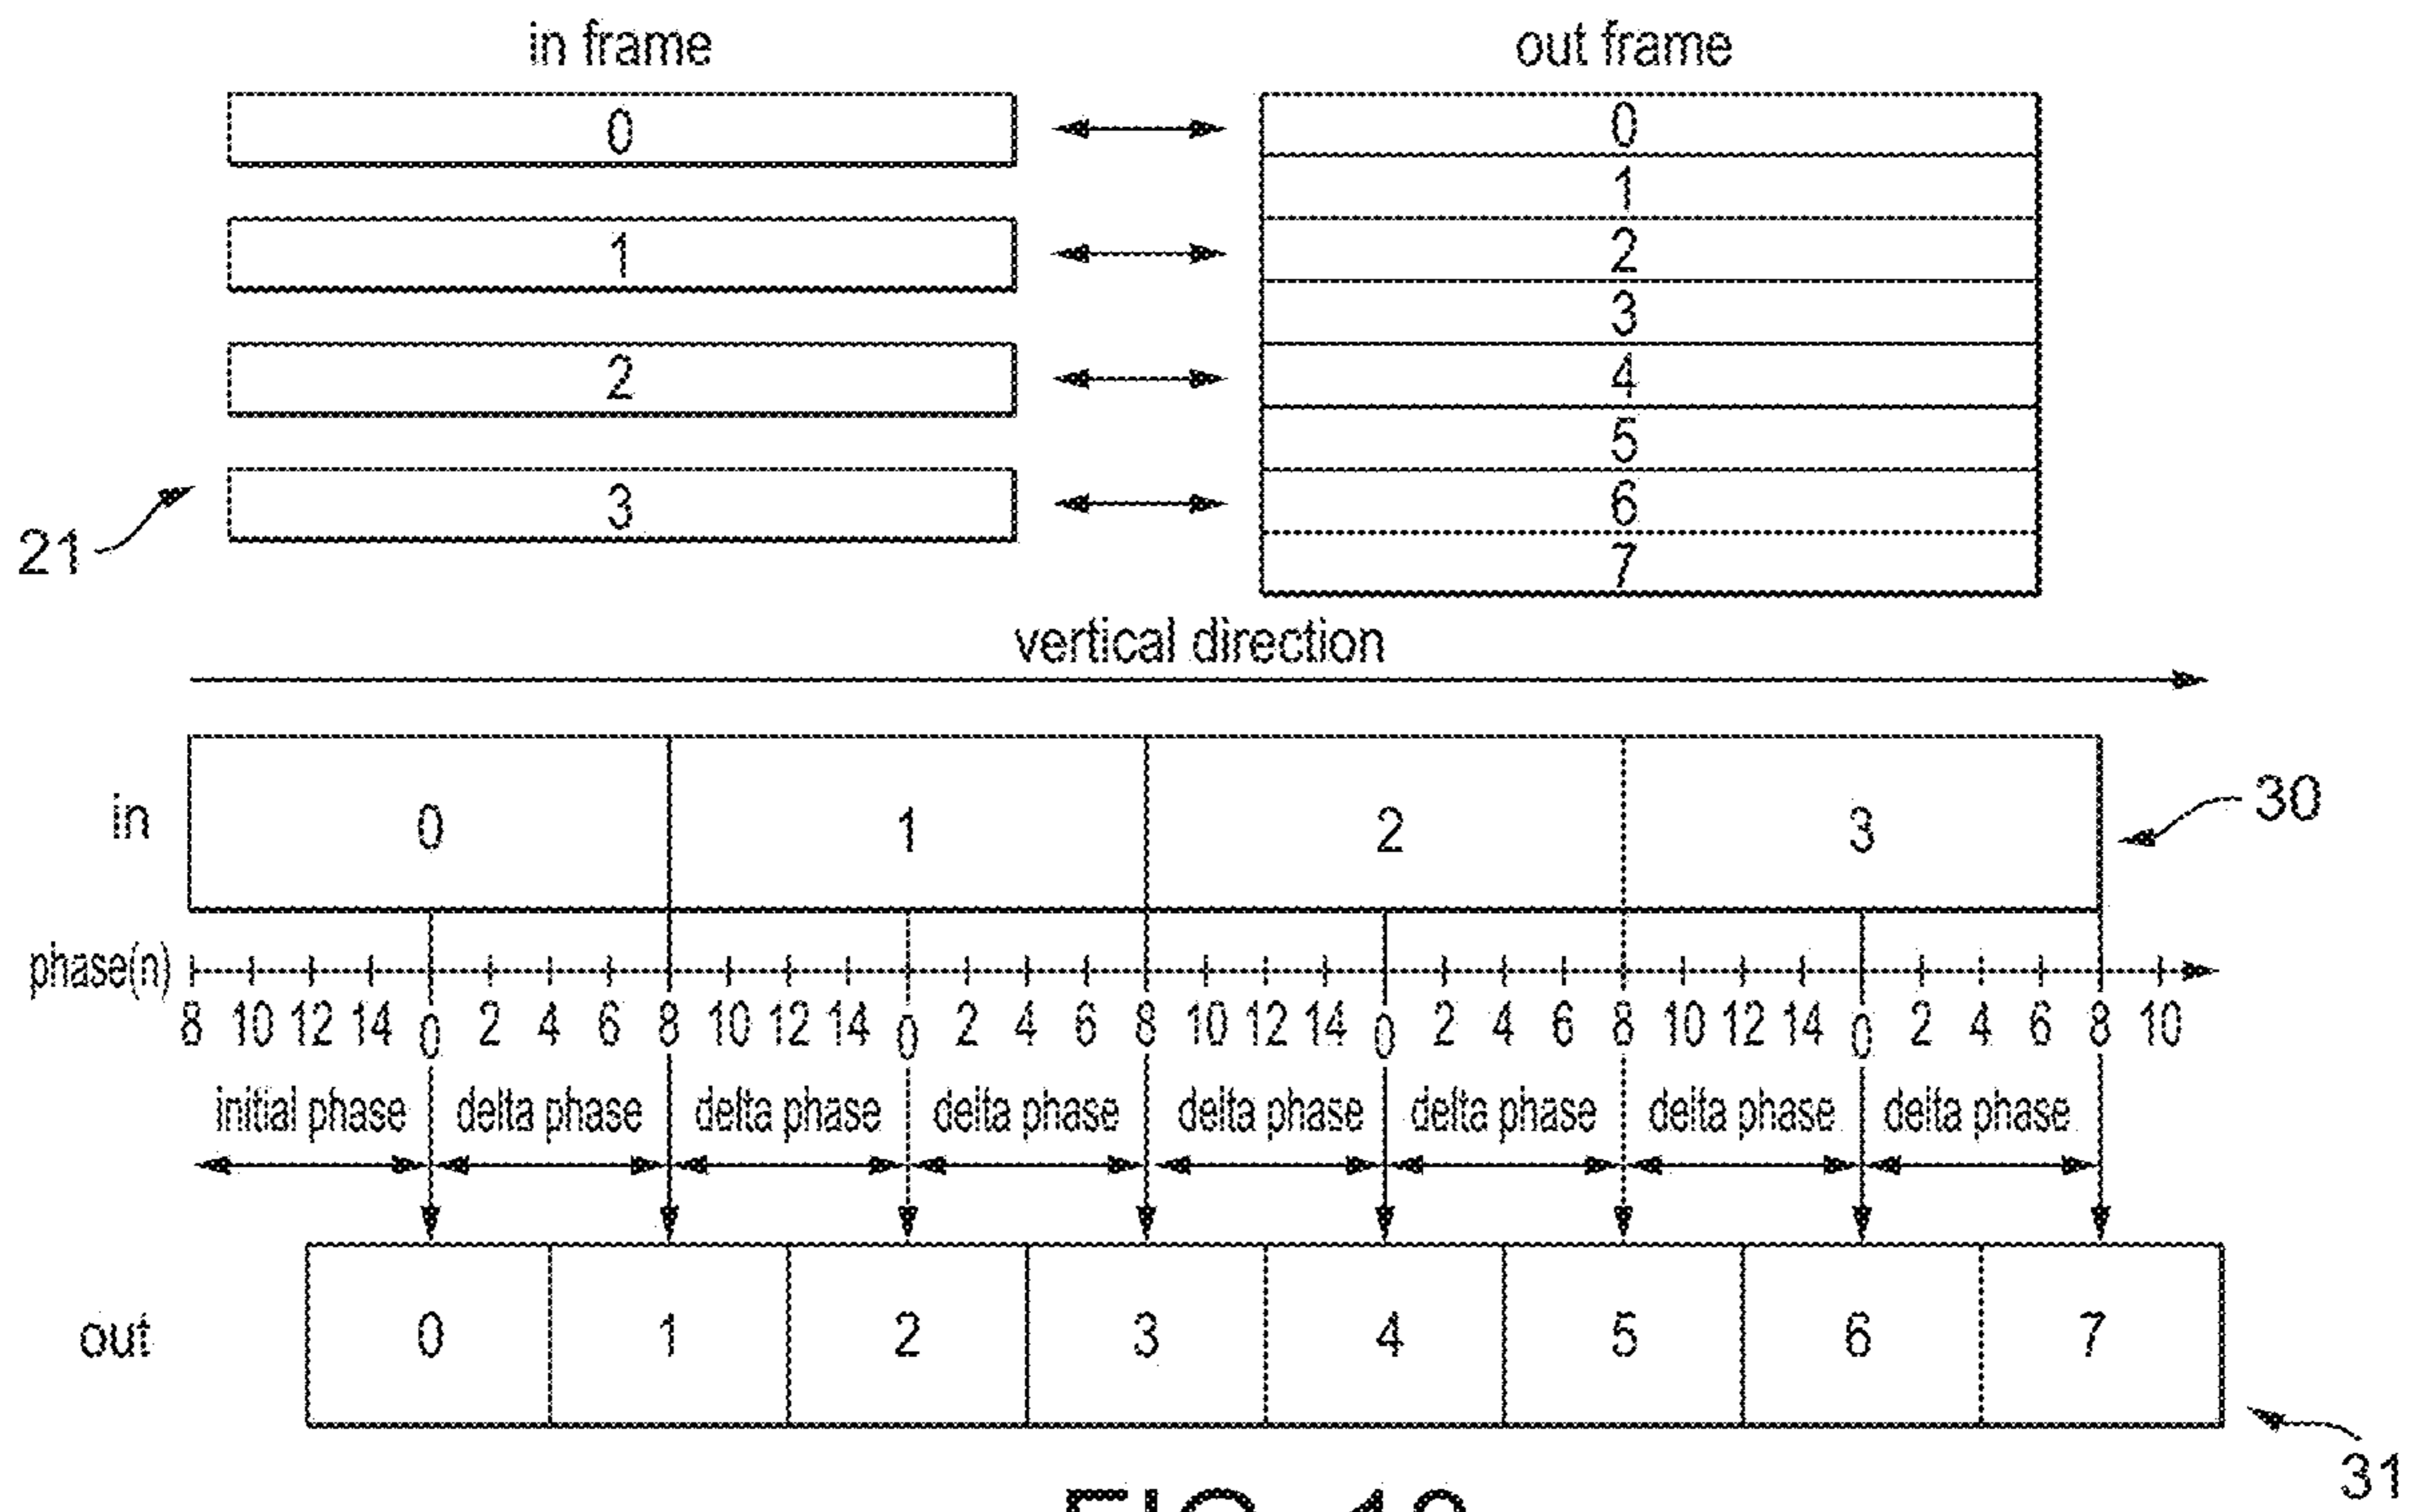 in frame out frame
0 0
1
1 2
3
2 4
5
3 6
7
21
vertical direction
in 0 1 2 3 30
phase(n)
8 10 12 14 0 2 4 6 8 10 12 14 0 2 4 6 8 10 12 14 0 2 4 6 8 10 12 14 0 2 4 6 8 10
initial phase delta phase delta phase delta phase delta phase delta phase delta phase delta phase
out 0 1 2 3 4 5 6 7
31